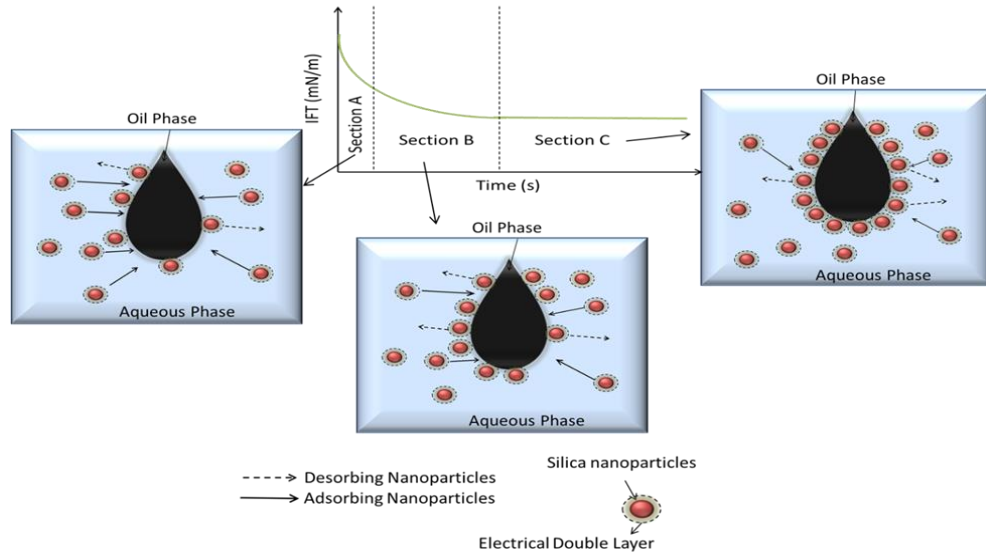 IFT (mN/m)
Section A
Section B
Section C
Time (s)
Oil Phase
Aqueous Phase
Oil Phase
Aqueous Phase
Oil Phase
Aqueous Phase
Desorbing Nanoparticles
Adsorbing Nanoparticles
Silica nanoparticles
Electrical Double Layer